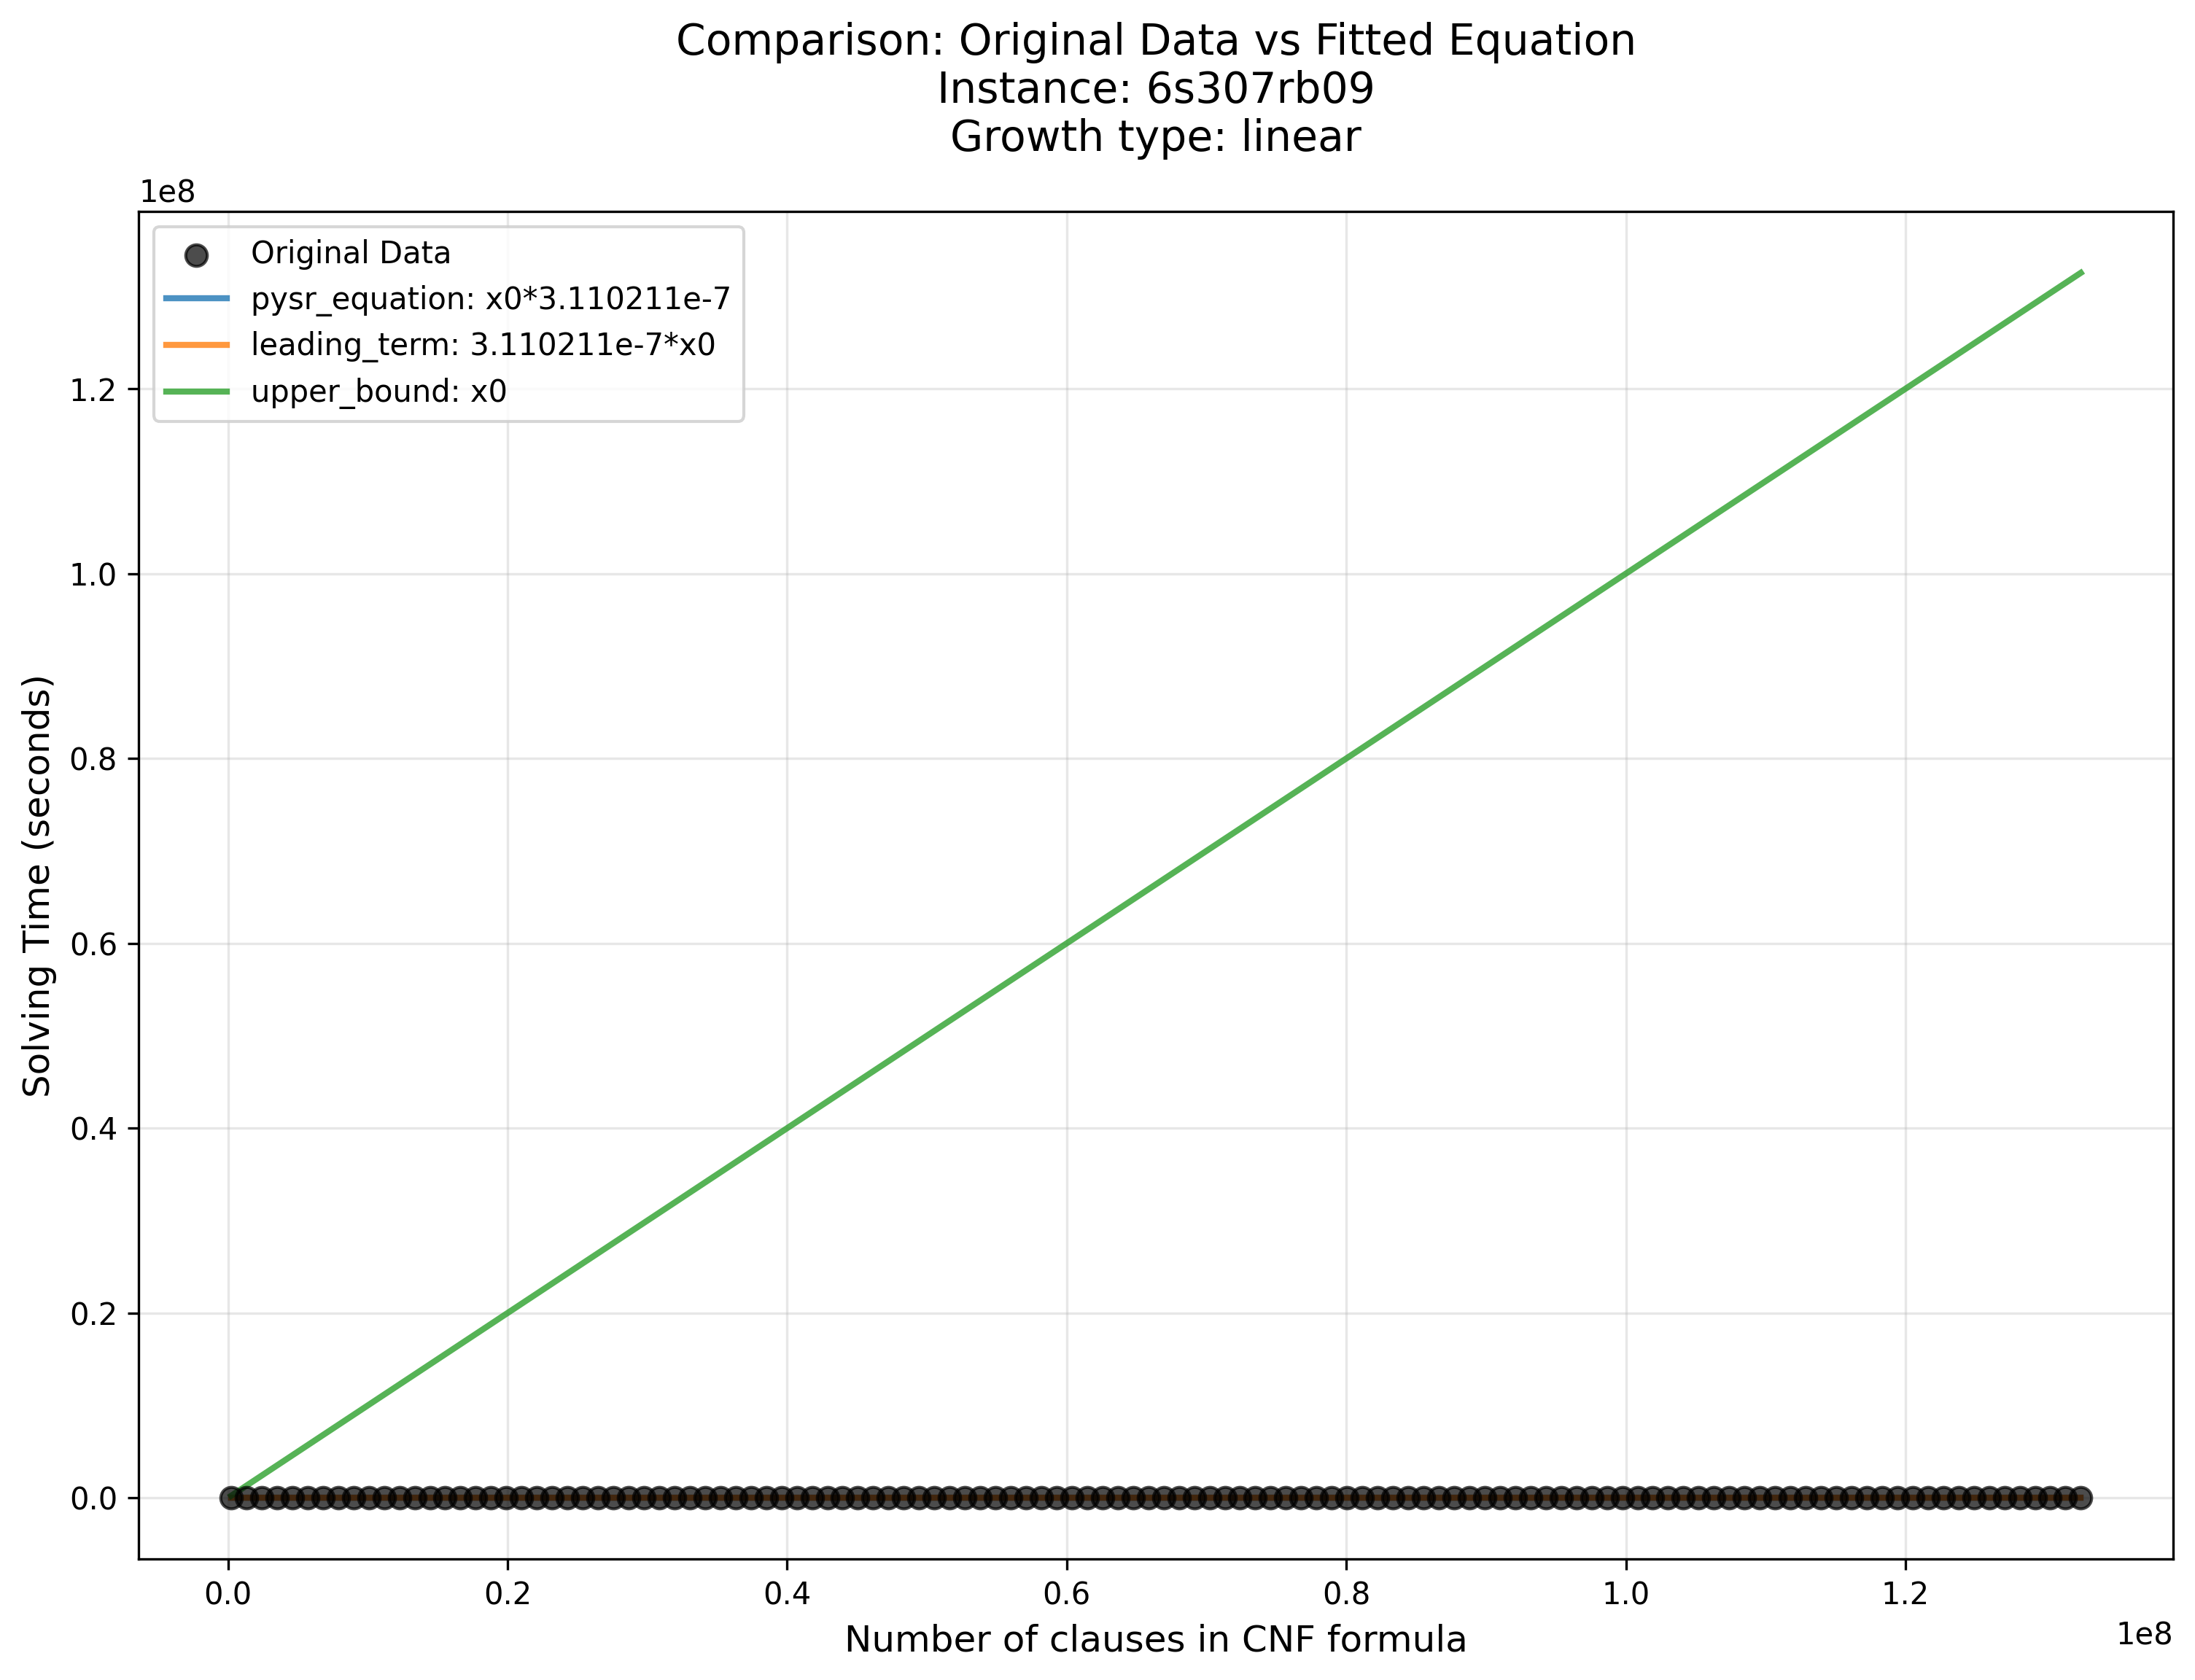 Comparison: Original Data vs Fitted Equation
Instance: 6s307rb09
Growth type: linear
1e8
Original Data
pysr_equation: x0*3.110211e-7
leading_term: 3.110211e-7*x0
upper_bound: x0
1.2
1.0
0.8
0.6
0.4
0.2
0.0
Solving Time (seconds)
0.0 0.2 0.4 0.6 0.8 1.0 1.2
Number of clauses in CNF formula
1e8